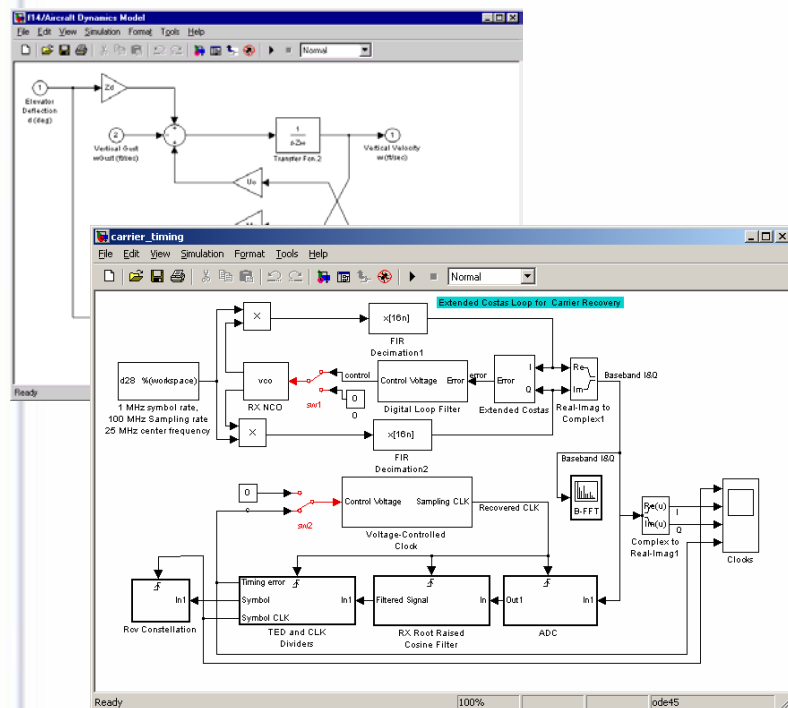 f14/Aircraft Dynamics Model
File Edit View Simulation Format Tools Help
Normal
1
Elevator
Deflection
d (deg)
Zd
2
Vertical Gust
wGust (ft/sec)
1
s-Zw
Transfer Fcn.2
1
Vertical Velocity
w (ft/sec)
Uo
Ready
carrier_timing
File Edit View Simulation Format Tools Help
Normal
Extended Costas Loop for Carrier Recovery
×
x[16n]
FIR
Decimation1
d28 %(workspace)
1 MHz symbol rate,
100 MHz Sampling rate
25 MHz center frequency
vco
RX NCO
sw1
control
0
0
Control Voltage Error
Digital Loop Filter
error
Error
I
Q
Extended Costas
Re
Im
Real-Imag to
Complex1
Baseband I&Q
×
x[16n]
FIR
Decimation2
0
c
sw2
Control Voltage Sampling CLK
Voltage-Controlled
Clock
Recovered CLK
Baseband I&Q
B-FFT
Re(u)
Im(u)
I
Q
Complex to
Real-Imag1
Clocks
In1
Rcv Constellation
Timing error
Symbol
Symbol CLK
In1
TED and CLK
Dividers
Filtered Signal In
RX Root Raised
Cosine Filter
Out1 In1
ADC
Ready 100% ode45